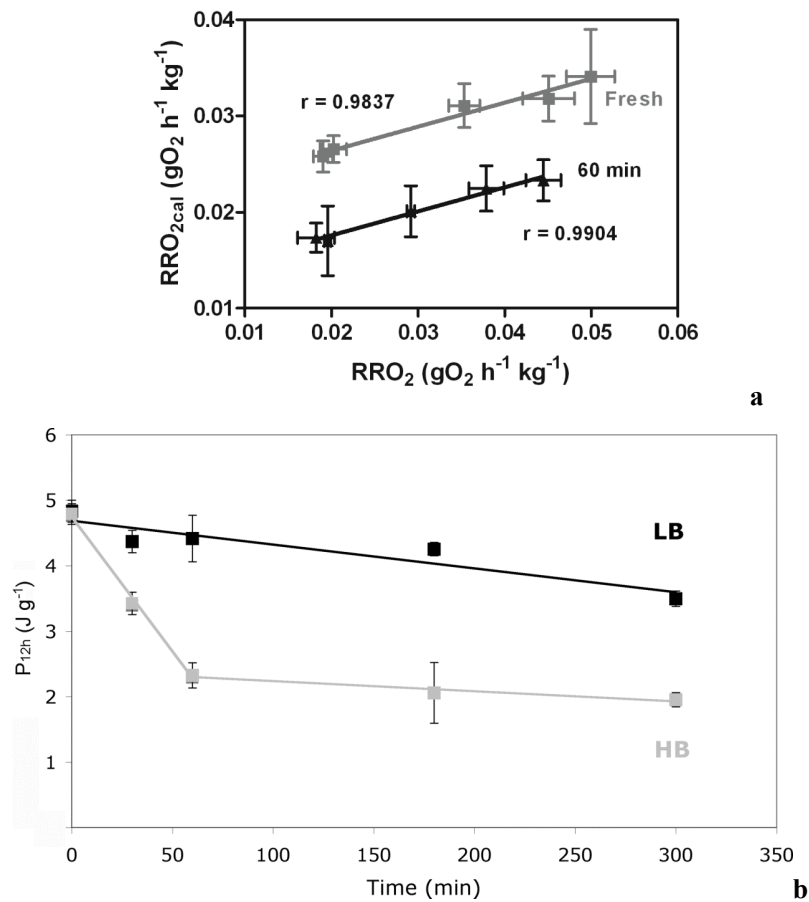 0.04
r = 0.9837
Fresh
0.03
60 min
0.02
r = 0.9904
0.01
0.01 0.02 0.03 0.04 0.05 0.06
RRO₂cal (gO₂ h⁻¹ kg⁻¹)
RRO₂ (gO₂ h⁻¹ kg⁻¹)
a
6
5
LB
4
3
2
HB
1
0 50 100 150 200 250 300 350
P₁₂ₕ (J g⁻¹)
Time (min)
b